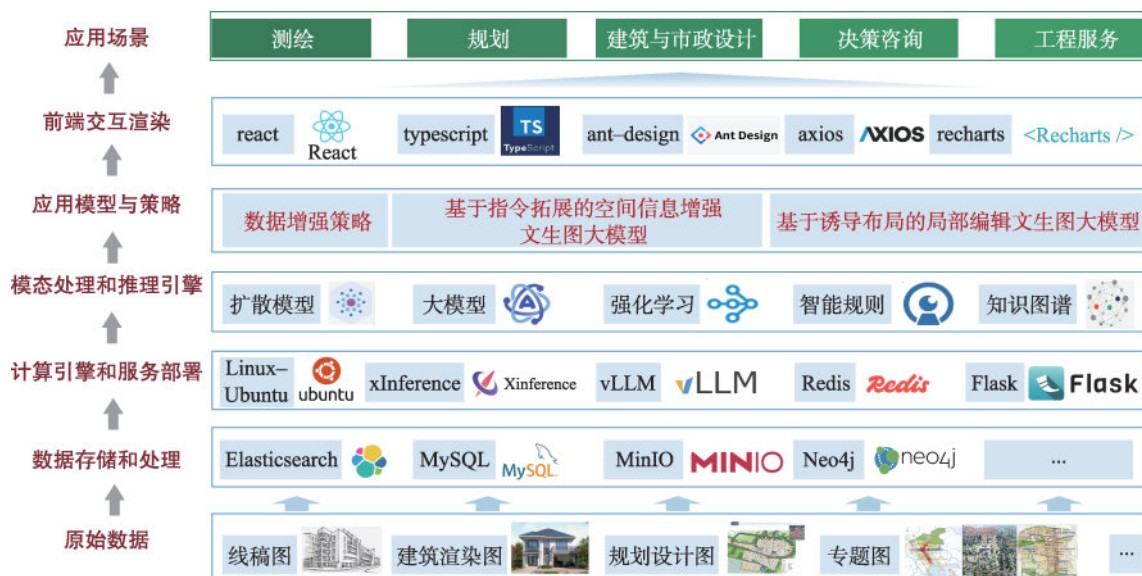 应用场景
测绘
规划
建筑与市政设计
决策咨询
工程服务
前端交互渲染
react
React
typescript
TS
TypeScript
ant–design
Ant Design
axios
AXIOS
recharts
<Recharts />
应用模型与策略
数据增强策略
基于指令拓展的空间信息增强
文生图大模型
基于诱导布局的局部编辑文生图大模型
模态处理和推理引擎
扩散模型
大模型
强化学习
智能规则
知识图谱
计算引擎和服务部署
Linux–
Ubuntu
ubuntu
xInference
Xinference
vLLM
vLLM
Redis
Redis
Flask
Flask
数据存储和处理
Elasticsearch
MySQL
MySQL
MinIO
MINIO
Neo4j
neo4j
...
原始数据
线稿图
建筑渲染图
规划设计图
专题图
...